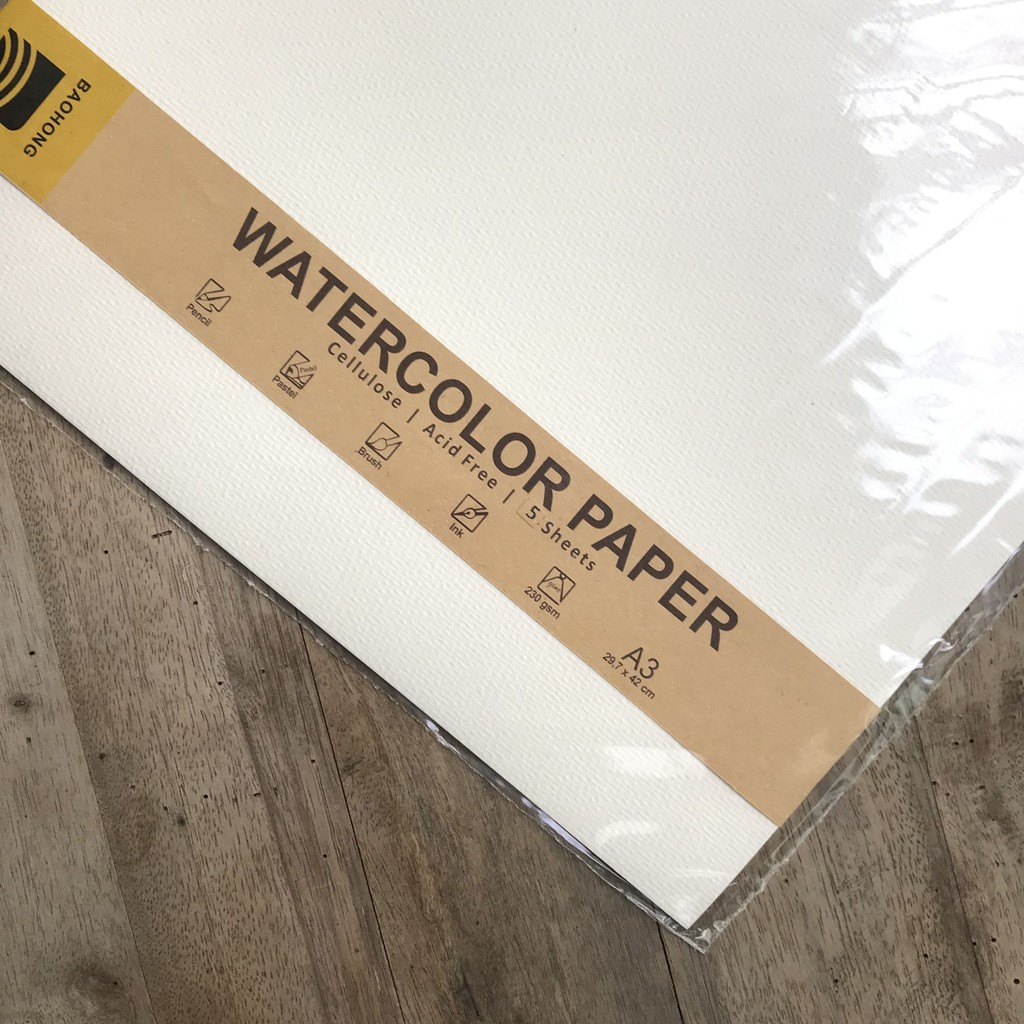 BAOHONG
WATERCOLOR PAPER
Cellulose | Acid Free | 5 Sheets
Pencil
Pastel
Pastel
Brush
Ink
gsm
230 gsm
A3
29,7 x 42 cm